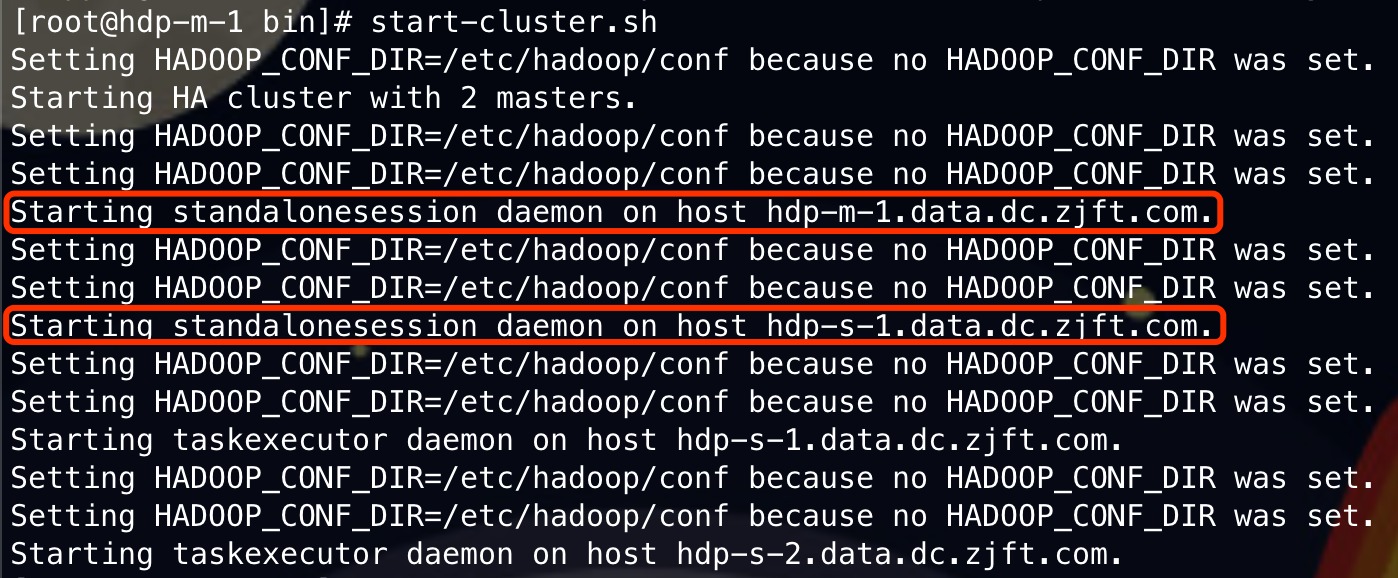 [root@hdp-m-1 bin]# start-cluster.sh
Setting HADOOP_CONF_DIR=/etc/hadoop/conf because no HADOOP_CONF_DIR was set.
Starting HA cluster with 2 masters.
Setting HADOOP_CONF_DIR=/etc/hadoop/conf because no HADOOP_CONF_DIR was set.
Setting HADOOP_CONF_DIR=/etc/hadoop/conf because no HADOOP_CONF_DIR was set.
Starting standalonesession daemon on host hdp-m-1.data.dc.zjft.com.
Setting HADOOP_CONF_DIR=/etc/hadoop/conf because no HADOOP_CONF_DIR was set.
Setting HADOOP_CONF_DIR=/etc/hadoop/conf because no HADOOP_CONF_DIR was set.
Starting standalonesession daemon on host hdp-s-1.data.dc.zjft.com.
Setting HADOOP_CONF_DIR=/etc/hadoop/conf because no HADOOP_CONF_DIR was set.
Setting HADOOP_CONF_DIR=/etc/hadoop/conf because no HADOOP_CONF_DIR was set.
Starting taskexecutor daemon on host hdp-s-1.data.dc.zjft.com.
Setting HADOOP_CONF_DIR=/etc/hadoop/conf because no HADOOP_CONF_DIR was set.
Setting HADOOP_CONF_DIR=/etc/hadoop/conf because no HADOOP_CONF_DIR was set.
Starting taskexecutor daemon on host hdp-s-2.data.dc.zjft.com.